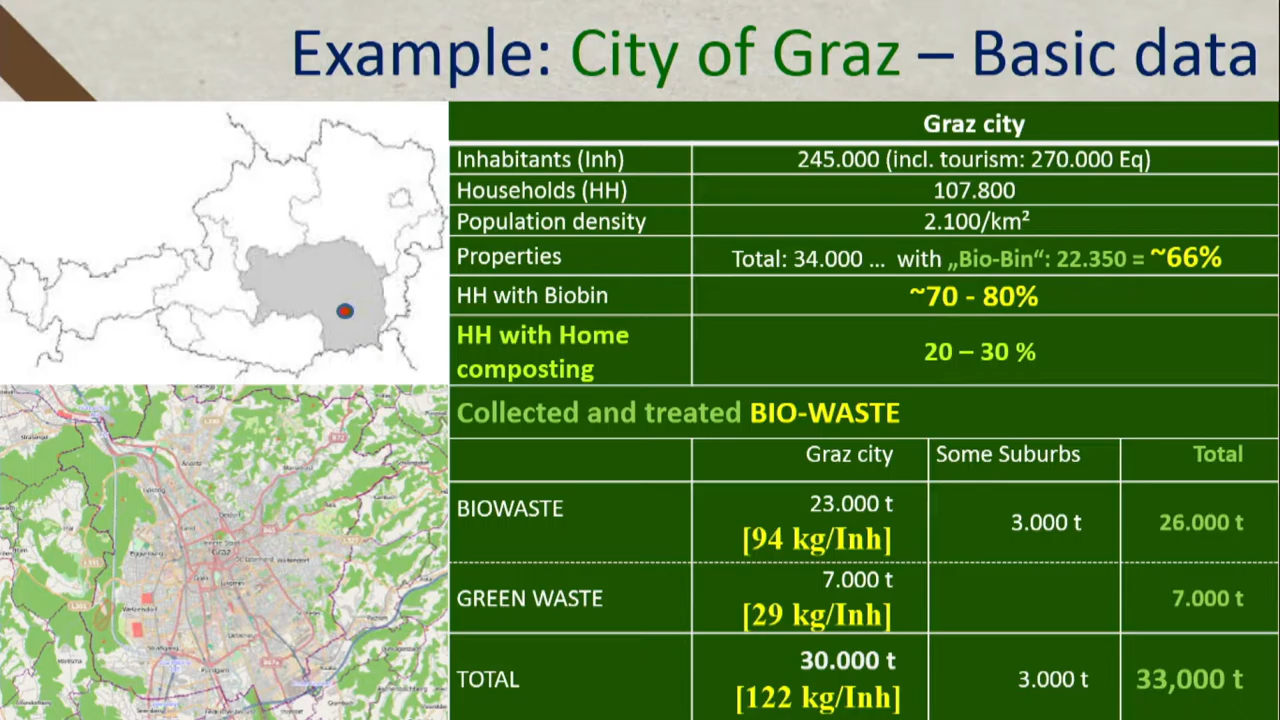 Example: City of Graz – Basic data
Graz city
Inhabitants (Inh) 245.000 (incl. tourism: 270.000 Eq)
Households (HH) 107.800
Population density 2.100/km²
Properties Total: 34.000 ... with „Bio-Bin“: 22.350 = ~66%
HH with Biobin ~70 - 80%
HH with Home
composting
20 – 30 %
Collected and treated BIO-WASTE
Graz city Some Suburbs Total
BIOWASTE 23.000 t
[94 kg/Inh]
3.000 t 26.000 t
GREEN WASTE 7.000 t
[29 kg/Inh]
7.000 t
TOTAL 30.000 t
[122 kg/Inh]
3.000 t 33,000 t
Graz